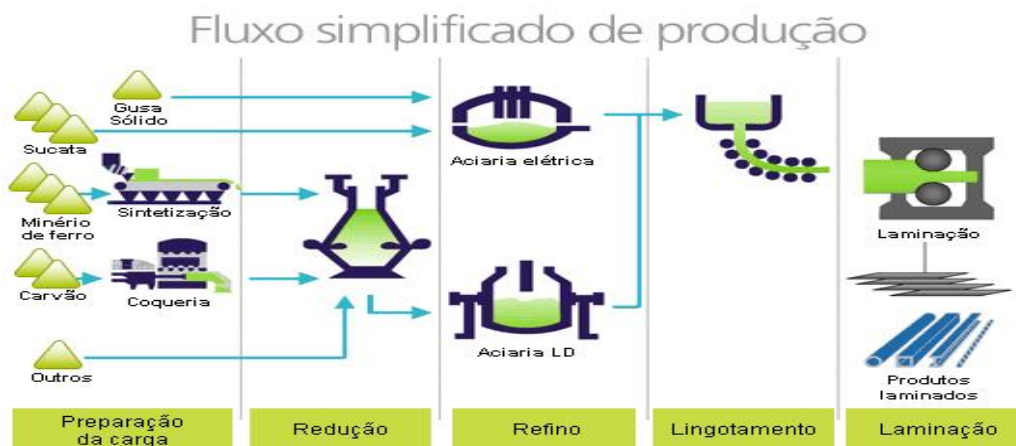 Fluxo simplificado de produção
Gusa
Sólido
Sucata
Aciaria elétrica
Sintetização
Minério
de ferro
Laminação
Carvão
Coqueria
Aciaria LD
Outros
Produtos
laminados
Preparação
da carga
Redução
Refino
Lingotamento
Laminação